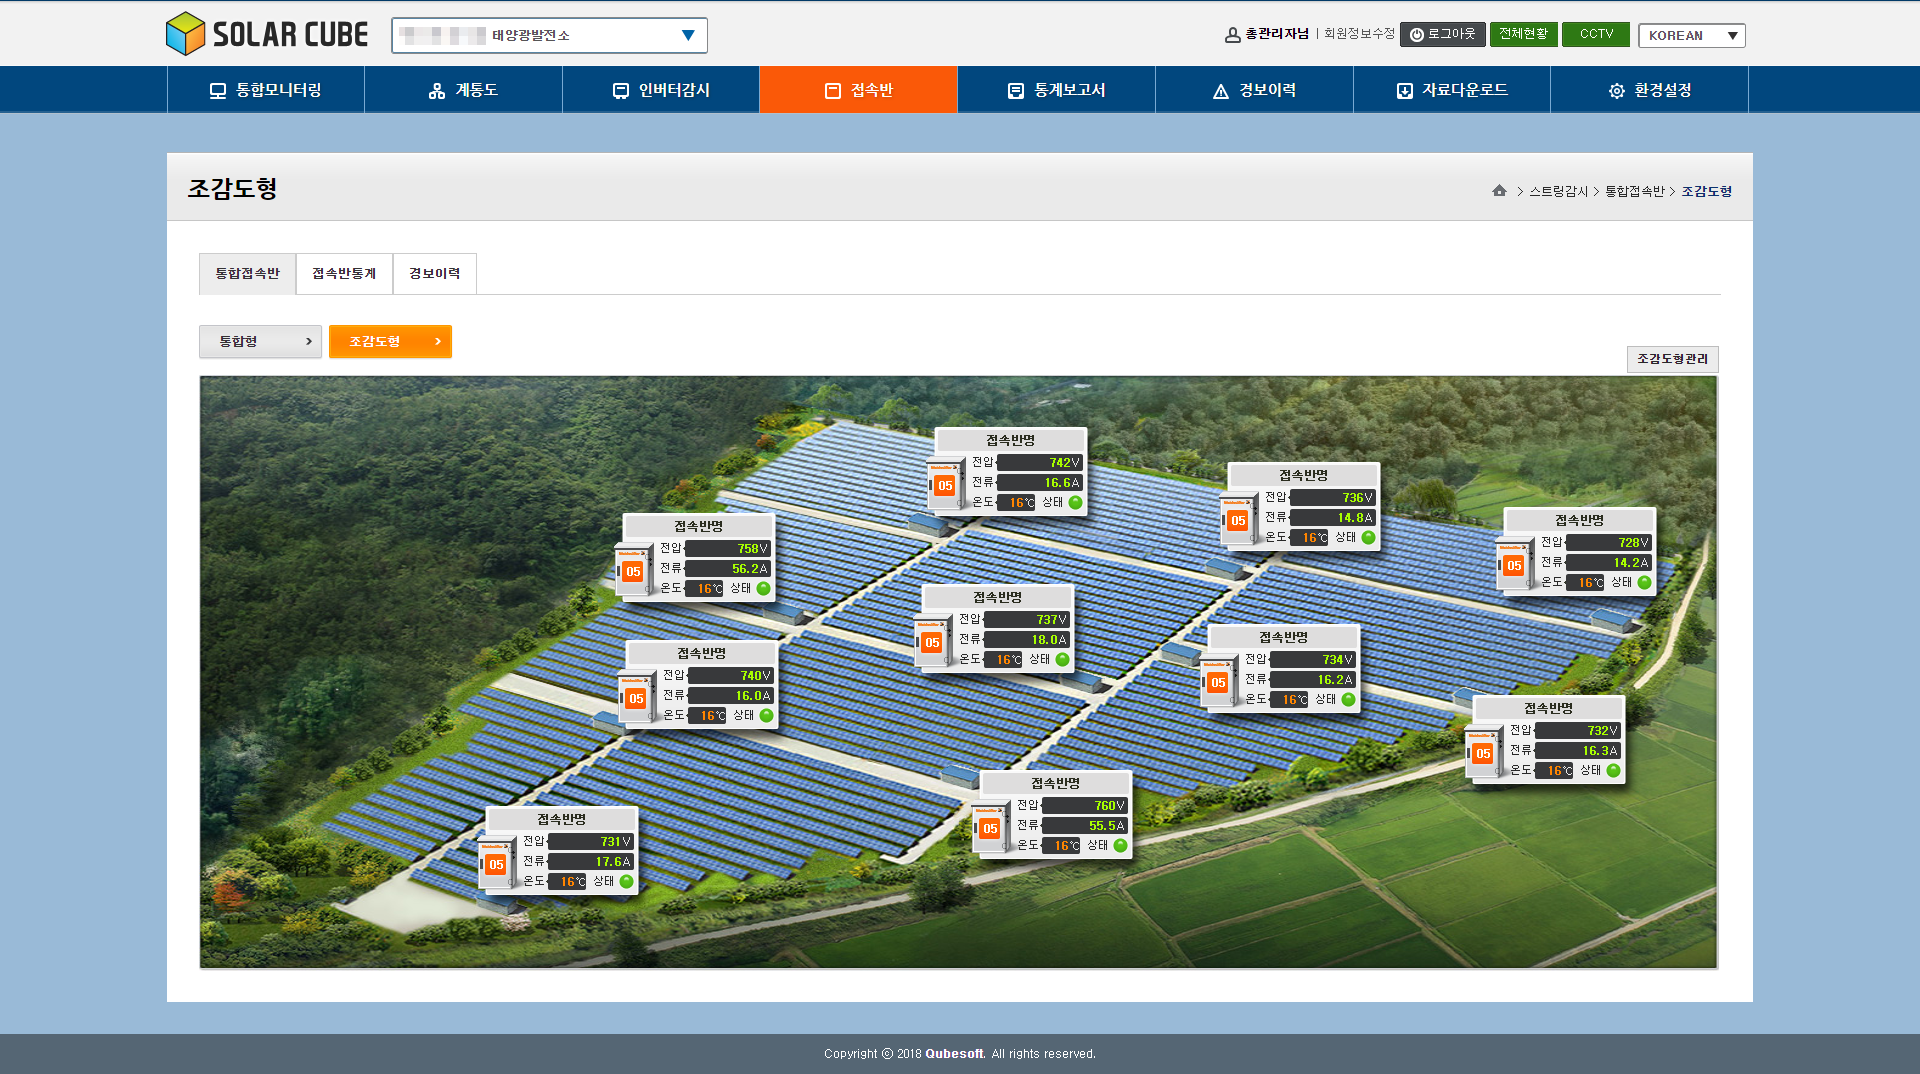 SOLAR CUBE
태양광발전소 ▼
총관리자님 | 회원정보수정 로그아웃 전체현황 CCTV KOREAN ▼
통합모니터링 계통도 인버터감시 접속반 통계보고서 경보이력 자료다운로드 환경설정
조감도형
> 스트링감시 > 통합접속반 > 조감도형
통합접속반 접속반통계 경보이력
통합형 > 조감도형 >
조감도형관리
접속반명
05
전압 742V
전류 16.6A
온도 16℃ 상태
접속반명
05
전압 736V
전류 14.8A
온도 16℃ 상태
접속반명
05
전압 728V
전류 14.2A
온도 16℃ 상태
접속반명
05
전압 758V
전류 56.2A
온도 16℃ 상태
접속반명
05
전압 737V
전류 18.0A
온도 16℃ 상태
접속반명
05
전압 734V
전류 16.2A
온도 16℃ 상태
접속반명
05
전압 740V
전류 16.0A
온도 16℃ 상태
접속반명
05
전압 732V
전류 16.3A
온도 16℃ 상태
접속반명
05
전압 760V
전류 55.5A
온도 16℃ 상태
접속반명
05
전압 731V
전류 17.6A
온도 16℃ 상태
Copyright ⓒ 2018 Qubesoft. All rights reserved.